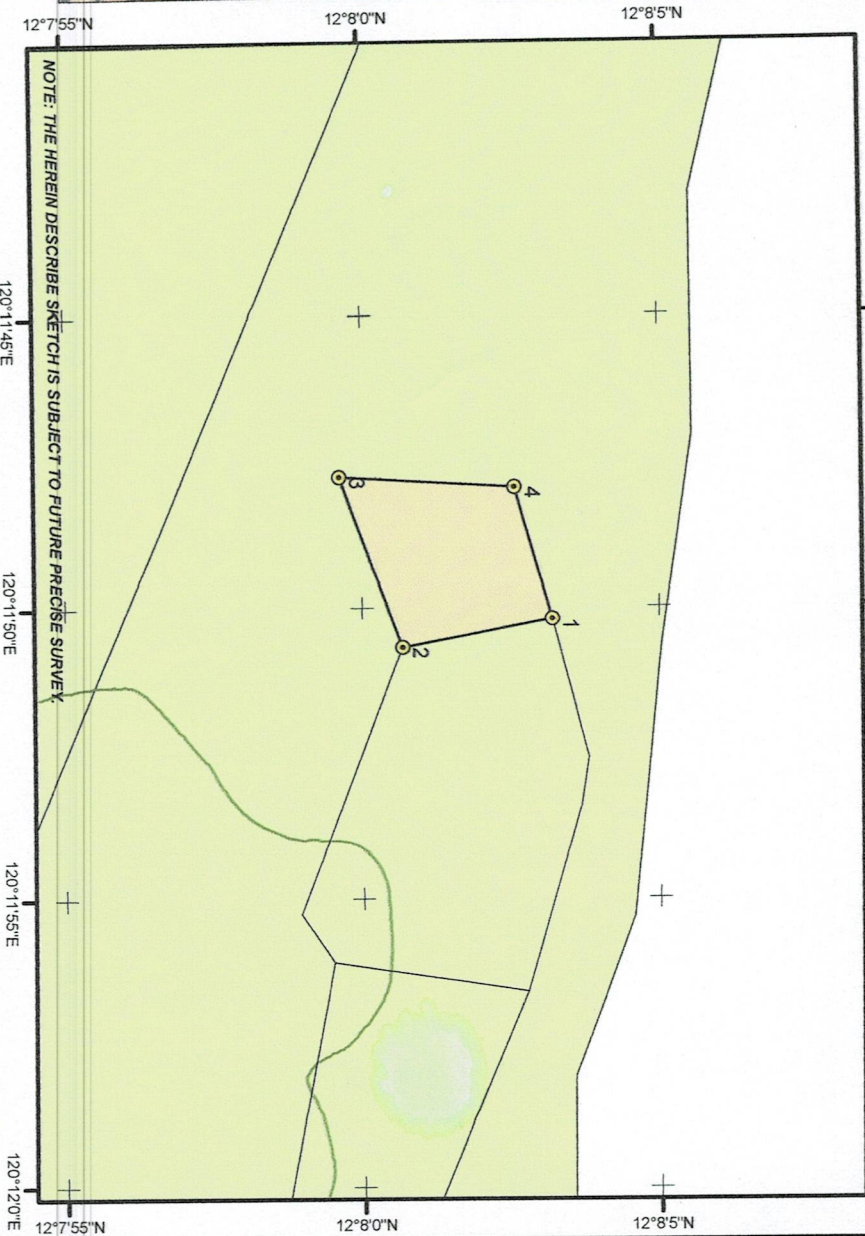 12°7'55"N
12°8'0"N
12°8'5"N
NOTE: THE HEREIN DESCRIBE SKETCH IS SUBJECT TO FUTURE PRECISE SURVEY.
120°11'45"E
120°11'50"E
120°11'55"E
120°12'0"E
3
4
1
2
12°7'55"N
12°8'0"N
12°8'5"N